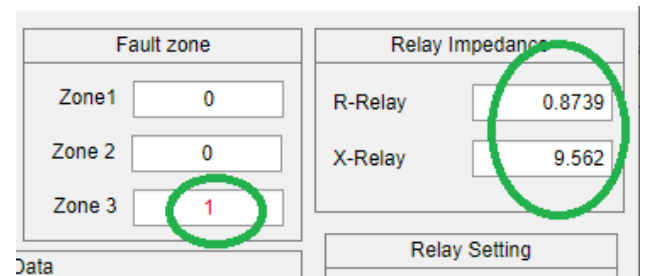 Fault zone
Zone1 0
Zone 2 0
Zone 3 1
Data
Relay Impedance
R-Relay 0.8739
X-Relay 9.562
Relay Setting